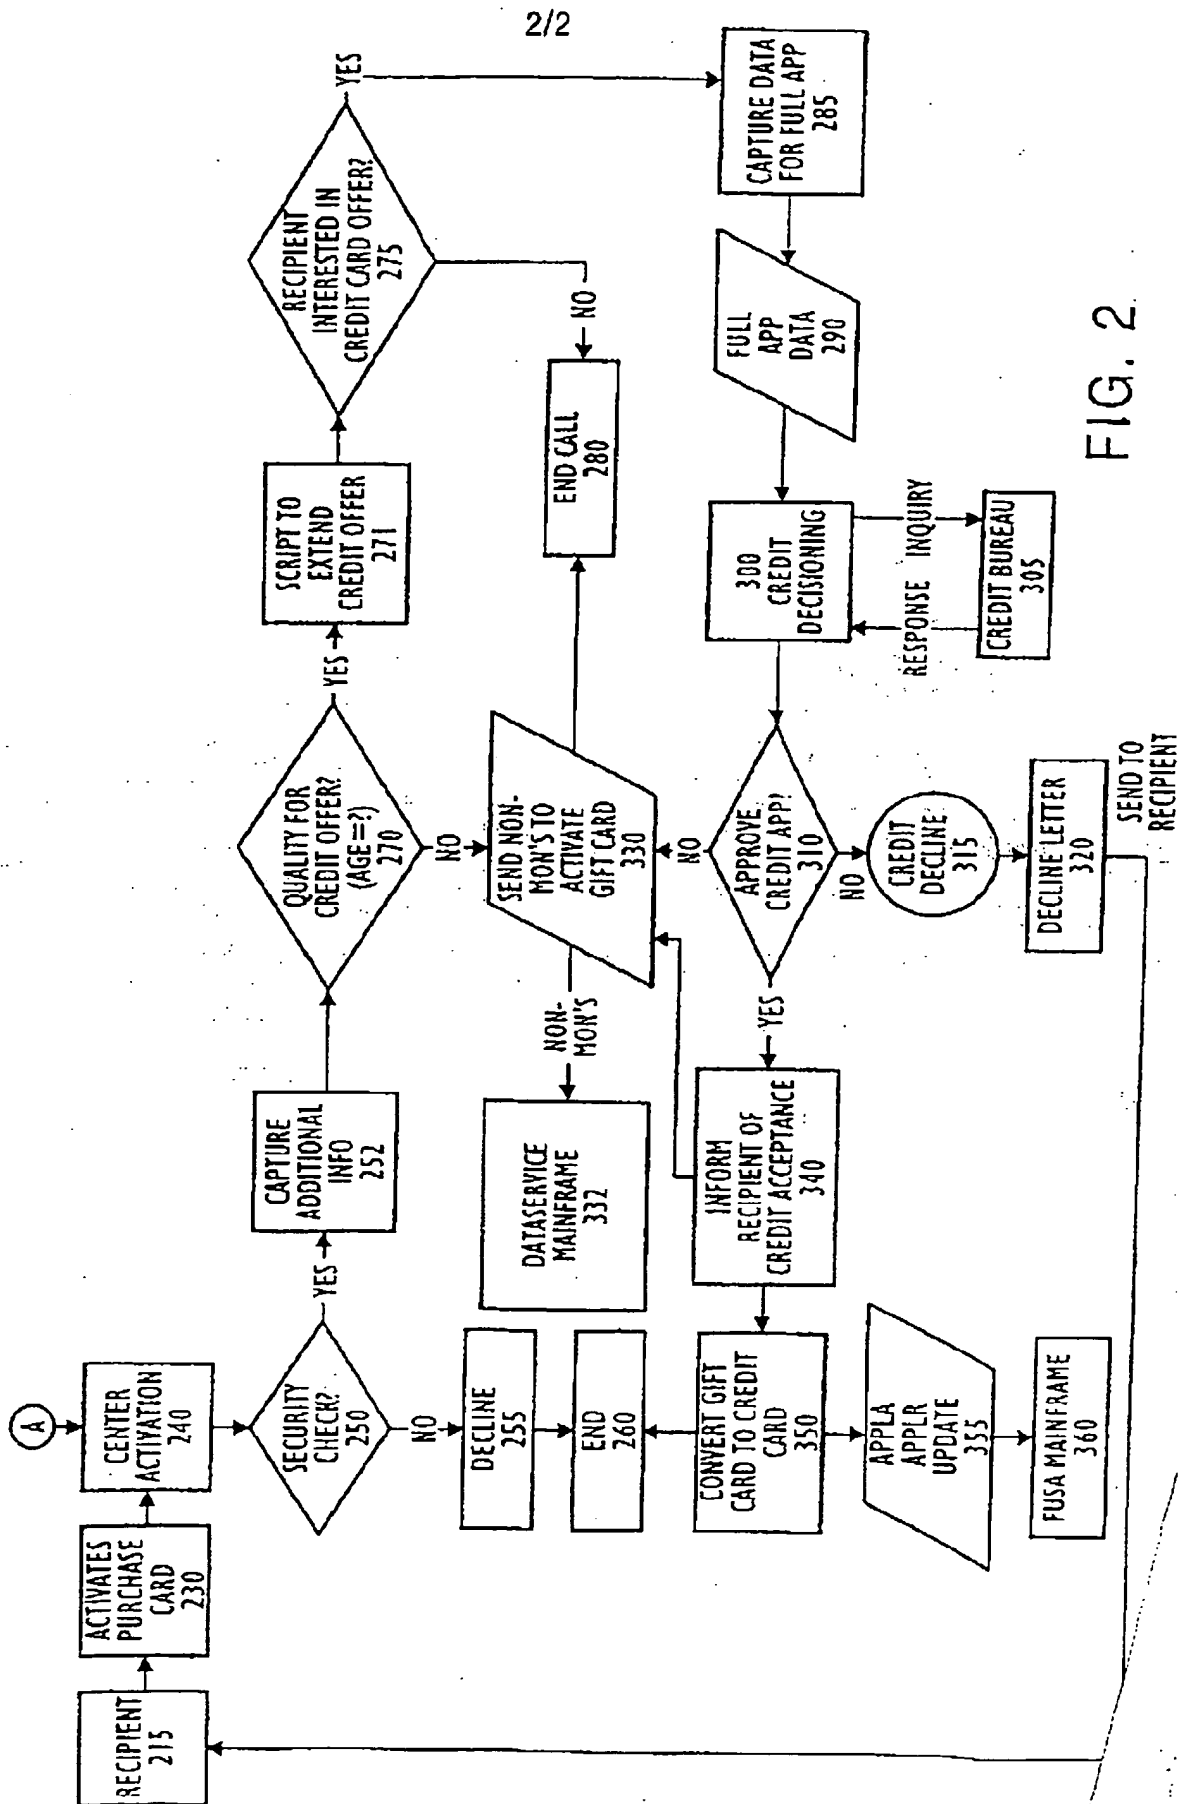 2/2
A
RECIPIENT
215
ACTIVATES
PURCHASE
CARD
230
CENTER
ACTIVATION
240
SECURITY
CHECK?
250
YES
NO
CAPTURE
ADDITIONAL
INFO
252
QUALITY FOR
CREDIT OFFER?
(AGE=?)
270
YES
NO
SCRIPT TO
EXTEND
CREDIT OFFER
271
RECIPIENT
INTERESTED IN
CREDIT CARD OFFER?
275
YES
NO
DECLINE
255
END
260
DATASERVICE
MAINFRAME
332
NON-
MON'S
SEND NON-
MON'S TO
ACTIVATE
GIFT CARD
330
END CALL
280
CONVERT GIFT
CARD TO CREDIT
CARD
350
INFORM
RECIPIENT OF
CREDIT ACCEPTANCE
340
YES
APPROVE
CREDIT APP?
310
NO
NO
300
CREDIT
DECISIONING
FULL
APP
DATA
290
CAPTURE DATA
FOR FULL APP
285
APPLA
APPLR
UPDATE
355
CREDIT
DECLINE
315
RESPONSE
INQUIRY
FUSA MAINFRAME
360
DECLINE LETTER
320
CREDIT BUREAU
305
SEND TO
RECIPIENT
FIG. 2